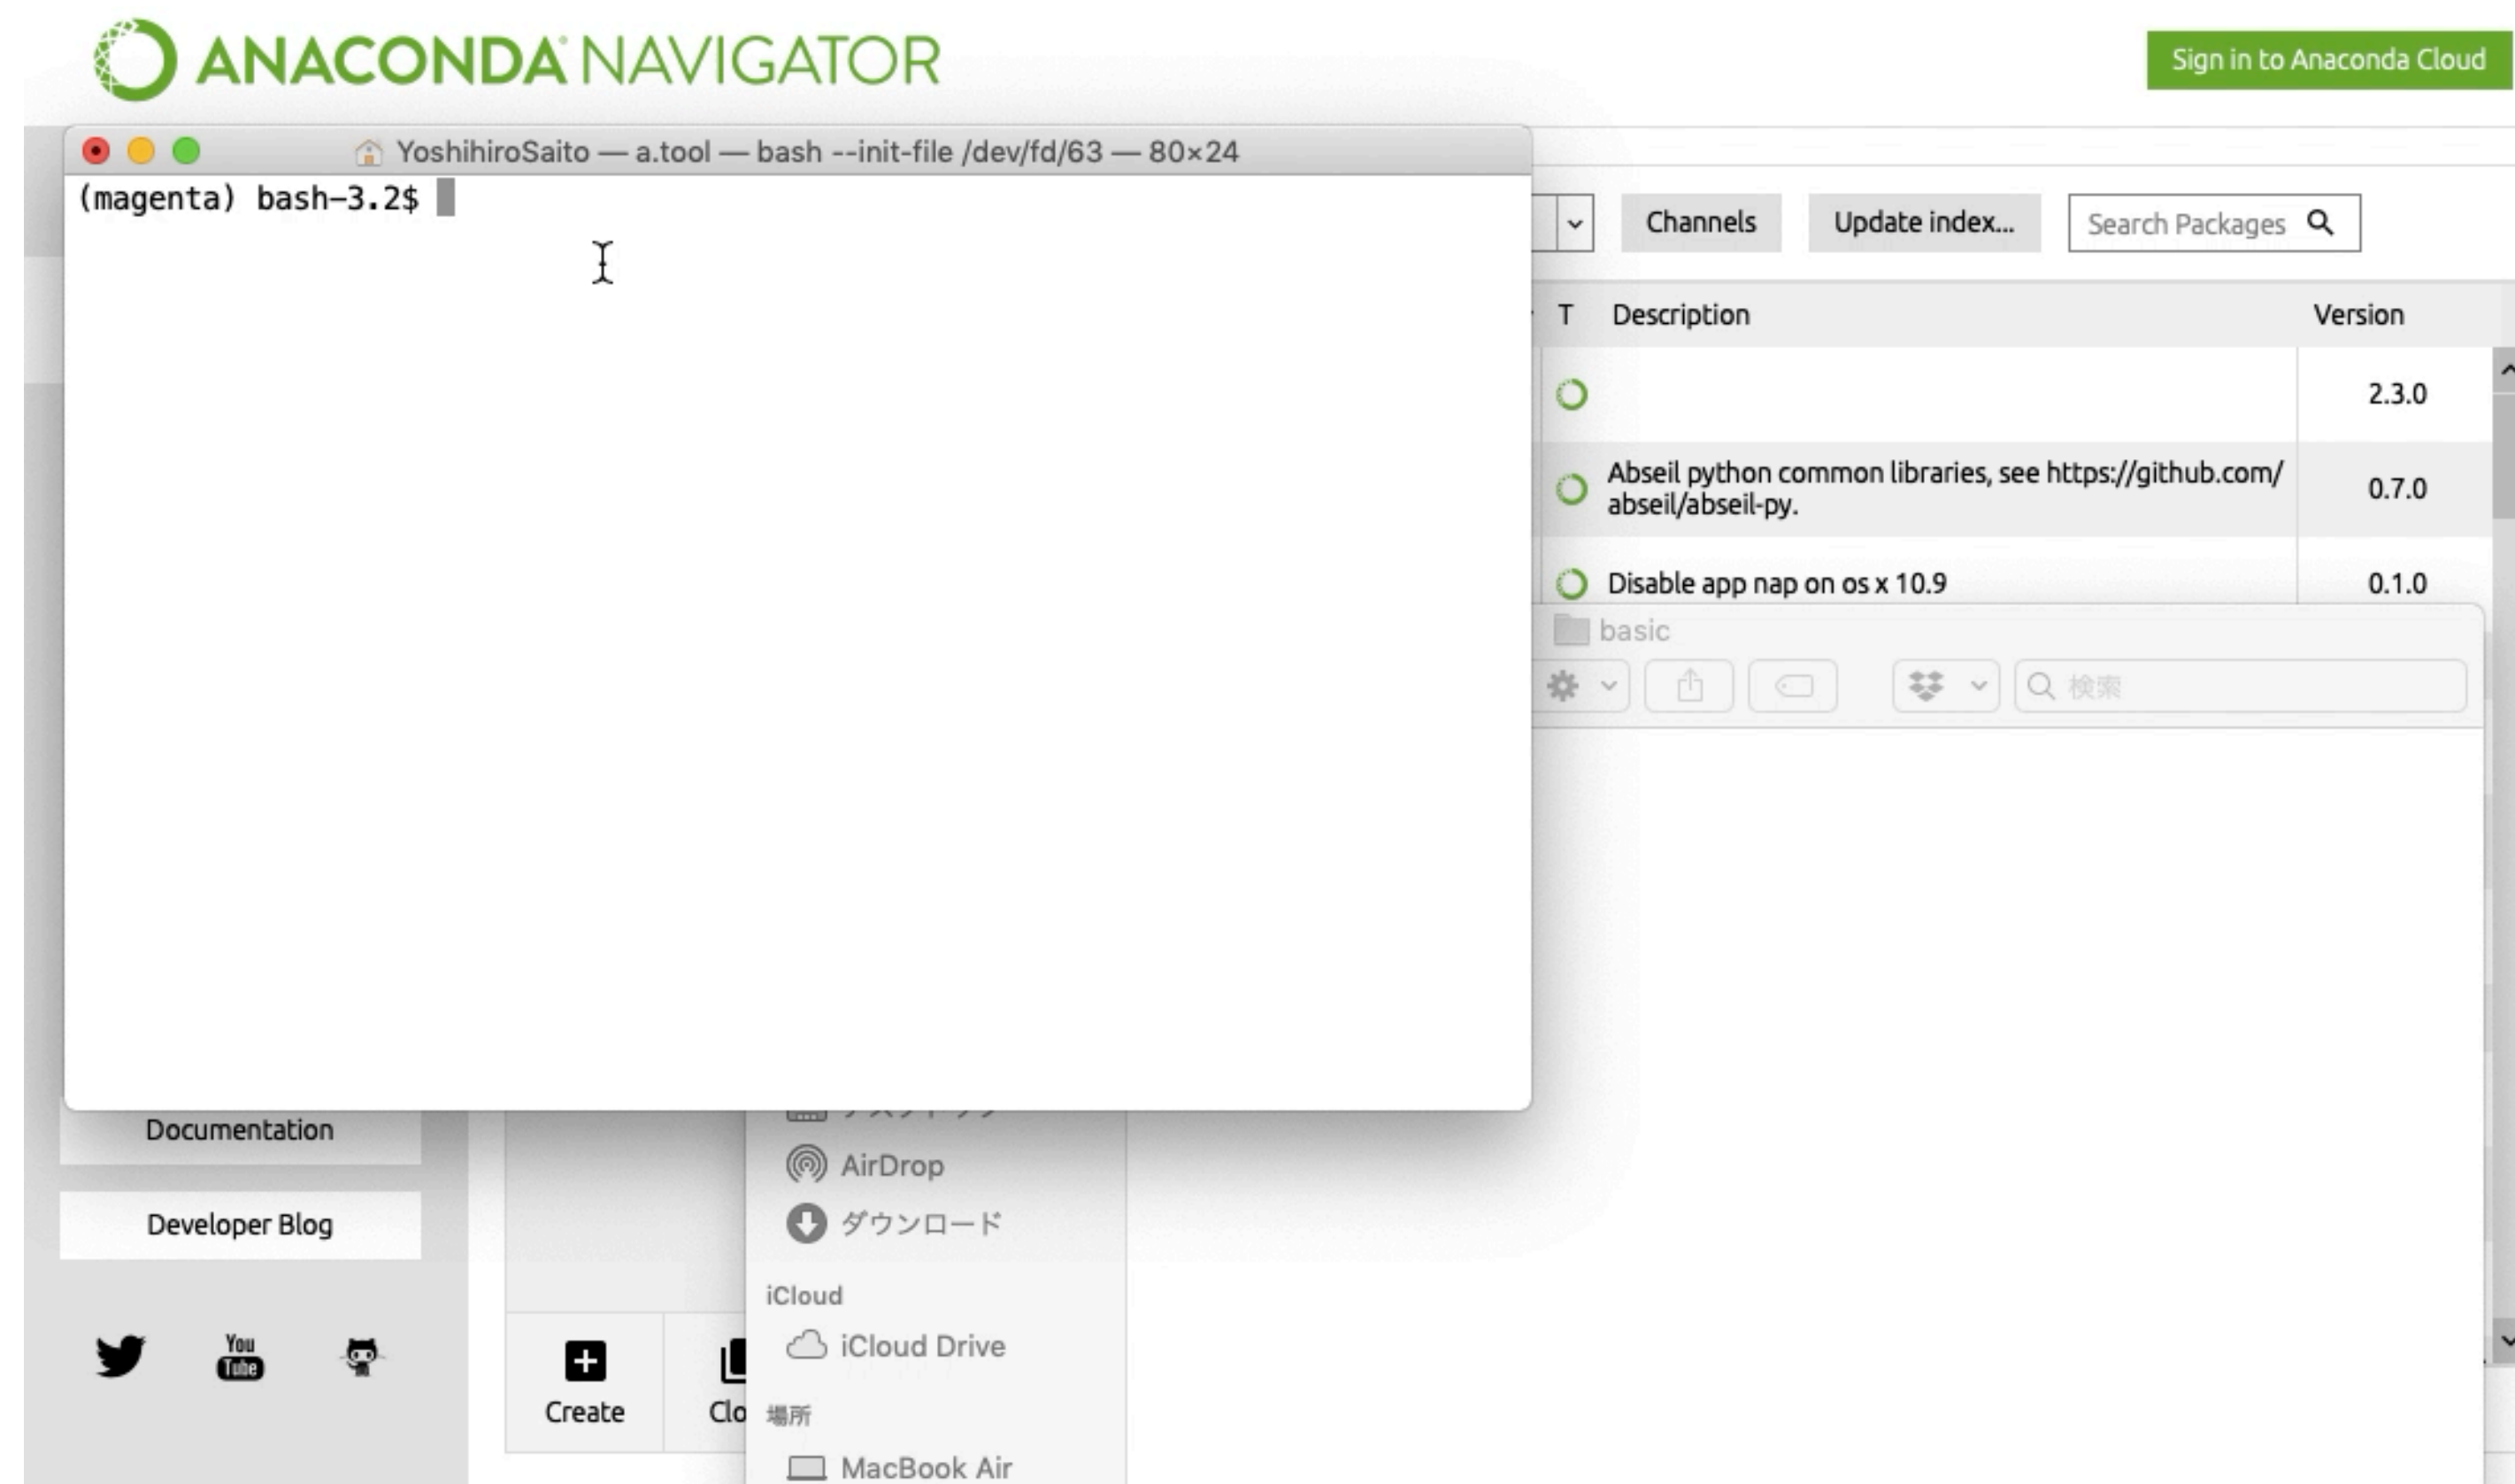 ANACONDA NAVIGATOR
Sign in to Anaconda Cloud
YoshihiroSaito — a.tool — bash --init-file /dev/fd/63 — 80×24
(magenta) bash-3.2$
Channels
Update index...
Search Packages
T Description Version
2.3.0
Abseil python common libraries, see https://github.com/
abseil/abseil-py.
0.7.0
Disable app nap on os x 10.9
0.1.0
basic
検索
Documentation
AirDrop
Developer Blog
ダウンロード
iCloud
iCloud Drive
You
Tube
Create
Clo
場所
MacBook Air